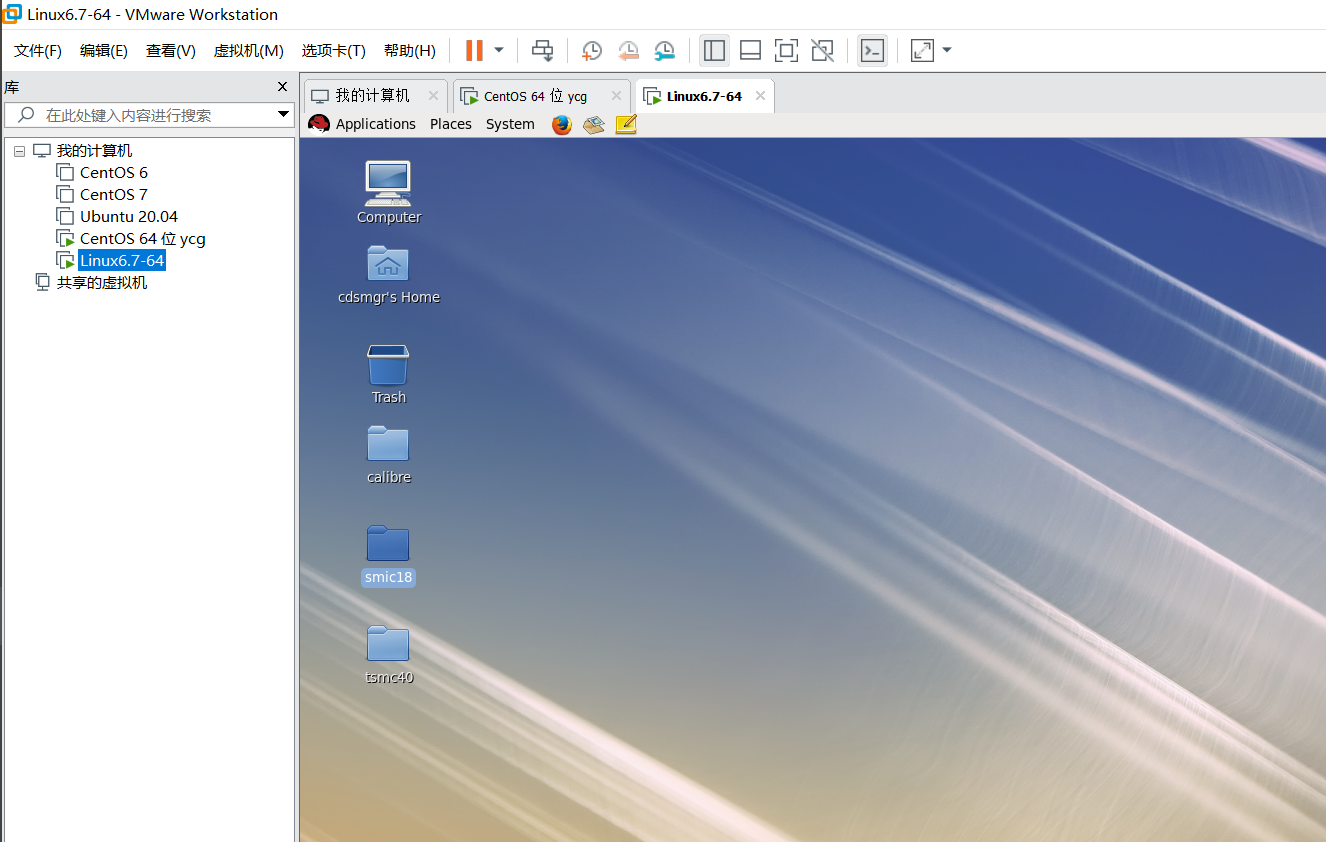 Linux6.7-64 - VMware Workstation
文件(F) 编辑(E) 查看(V) 虚拟机(M) 选项卡(T) 帮助(H)
库
在此处键入内容进行搜索
我的计算机
CentOS 6
CentOS 7
Ubuntu 20.04
CentOS 64 位 ycg
Linux6.7-64
共享的虚拟机
我的计算机 CentOS 64 位 ycg Linux6.7-64
Applications Places System
Computer
cdsmgr's Home
Trash
calibre
smic18
tsmc40